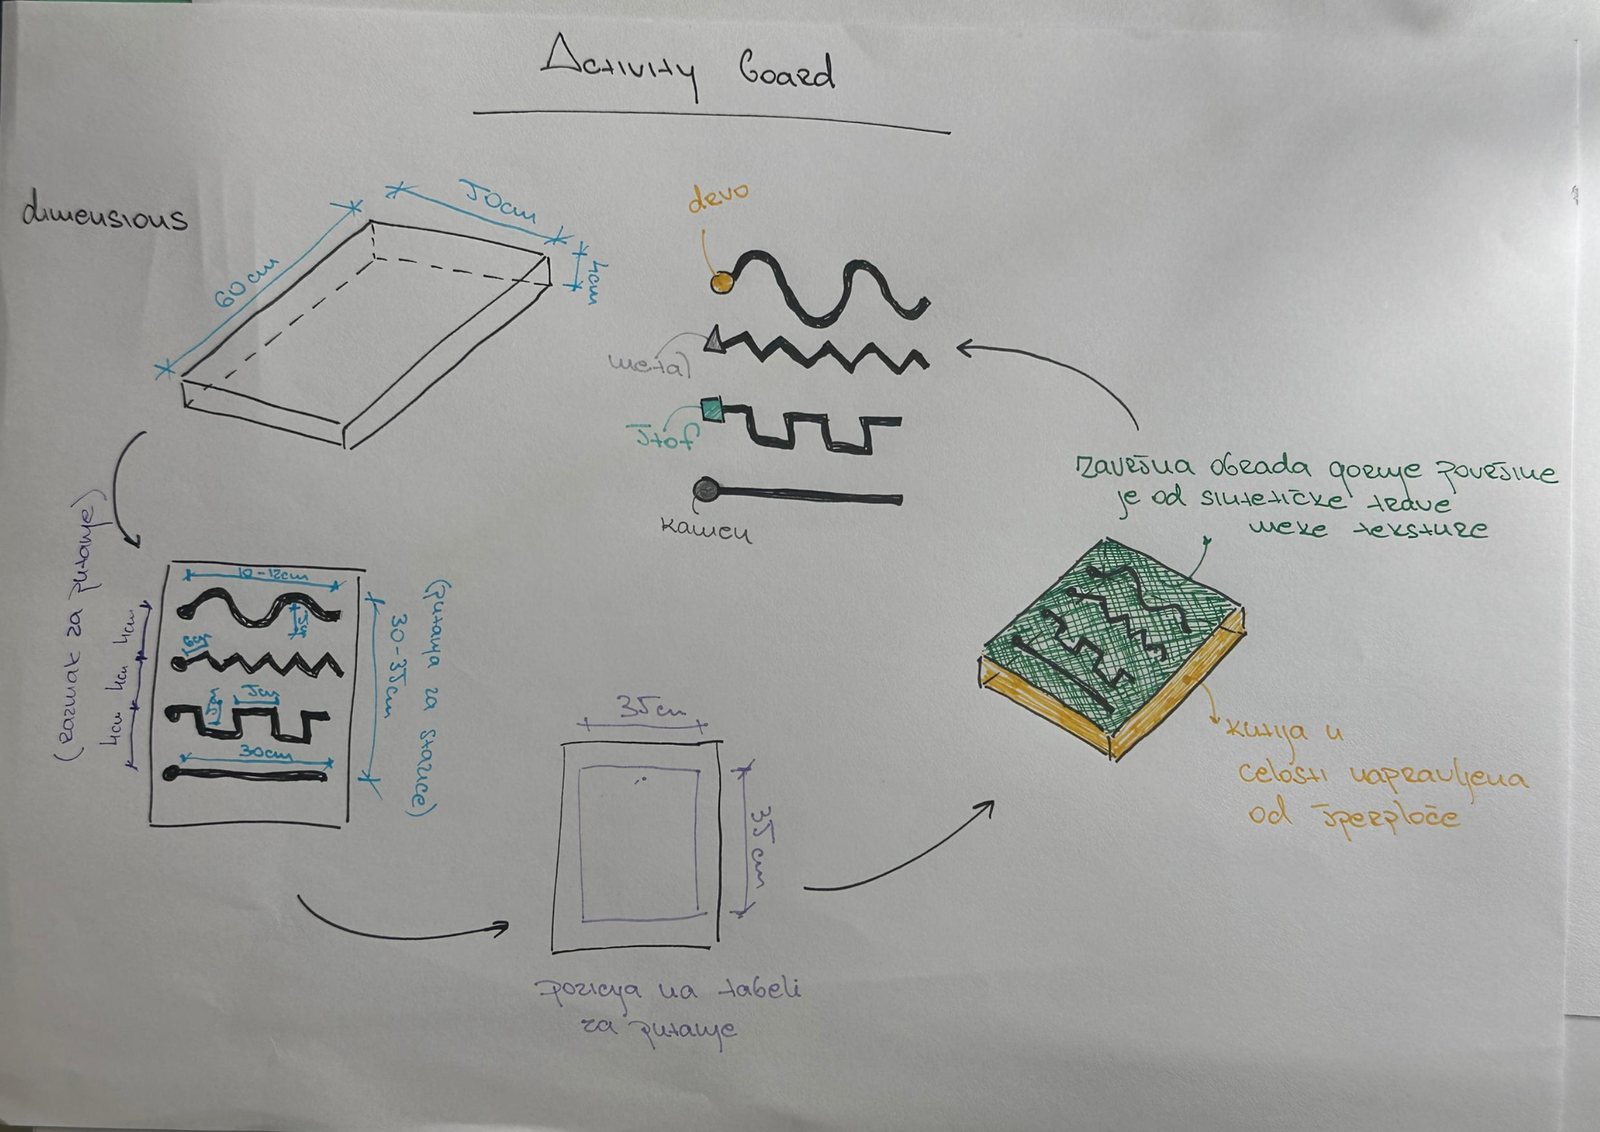 Activity board
dimensions
60cm
50cm
4cm
drvo
metal
štof
kamen
završna obrada gornje površine
je od sintetičke trave
meke teksture
(razmak za putanje)
4cm
4cm
4cm
10-12cm
5cm
30cm
30-35cm
(putanja za starice)
35cm
35cm
pozicija na tabeli
za putanje
kutija u
celosti napravljena
od šperploče